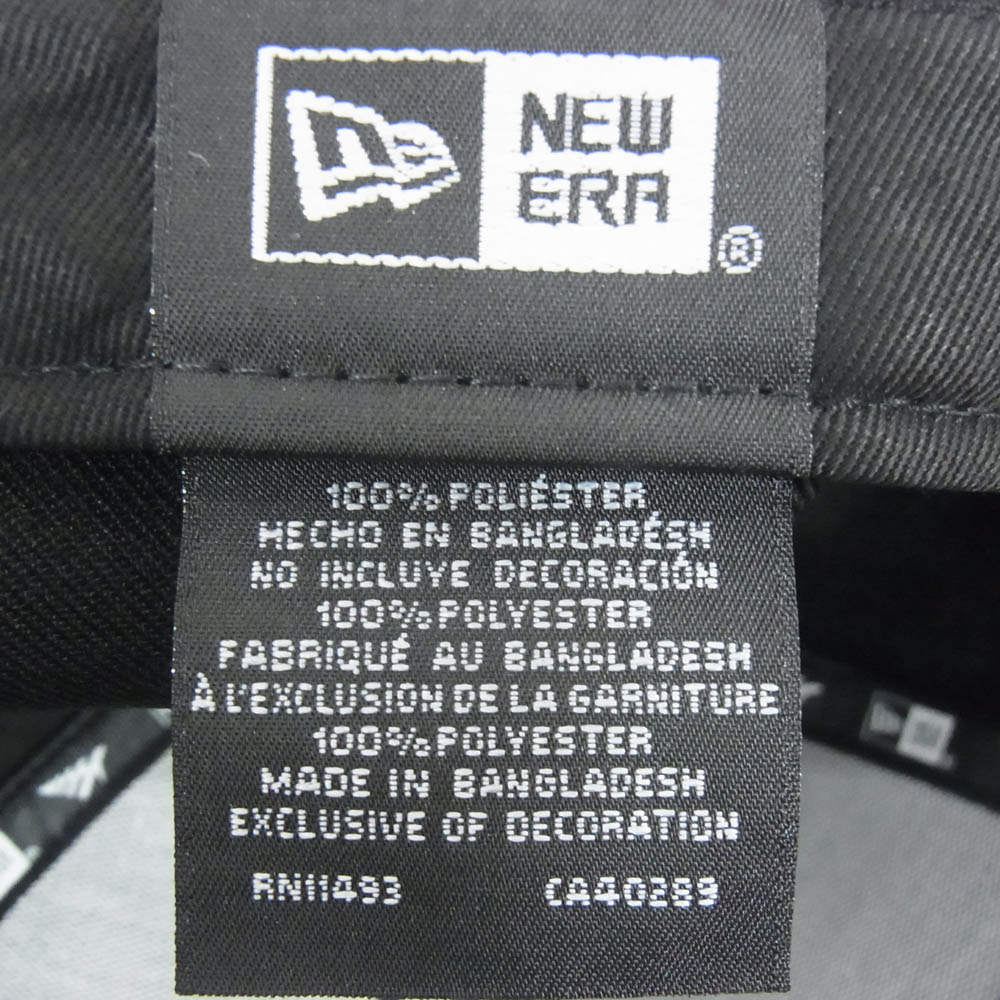 NEW
ERA
®
100% POLIÉSTER
HECHO EN BANGLADÉSH
NO INCLUYE DECORACIÓN
100% POLYESTER
FABRIQUÉ AU BANGLADESH
À L'EXCLUSION DE LA GARNITURE
100% POLYESTER
MADE IN BANGLADESH
EXCLUSIVE OF DECORATION
RN11493 CA40289